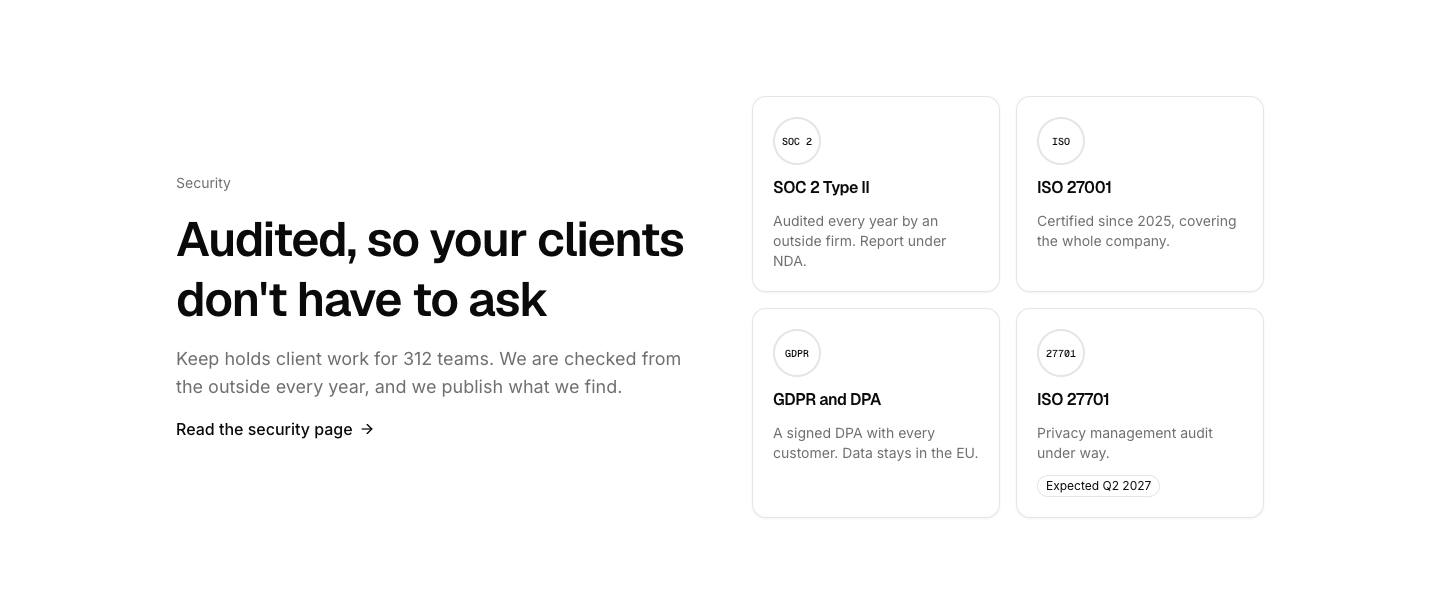 Security
Audited, so your clients
don't have to ask
Keep holds client work for 312 teams. We are checked from
the outside every year, and we publish what we find.
Read the security page →
SOC 2
SOC 2 Type II
Audited every year by an
outside firm. Report under
NDA.
ISO
ISO 27001
Certified since 2025, covering
the whole company.
GDPR
GDPR and DPA
A signed DPA with every
customer. Data stays in the EU.
27701
ISO 27701
Privacy management audit
under way.
Expected Q2 2027